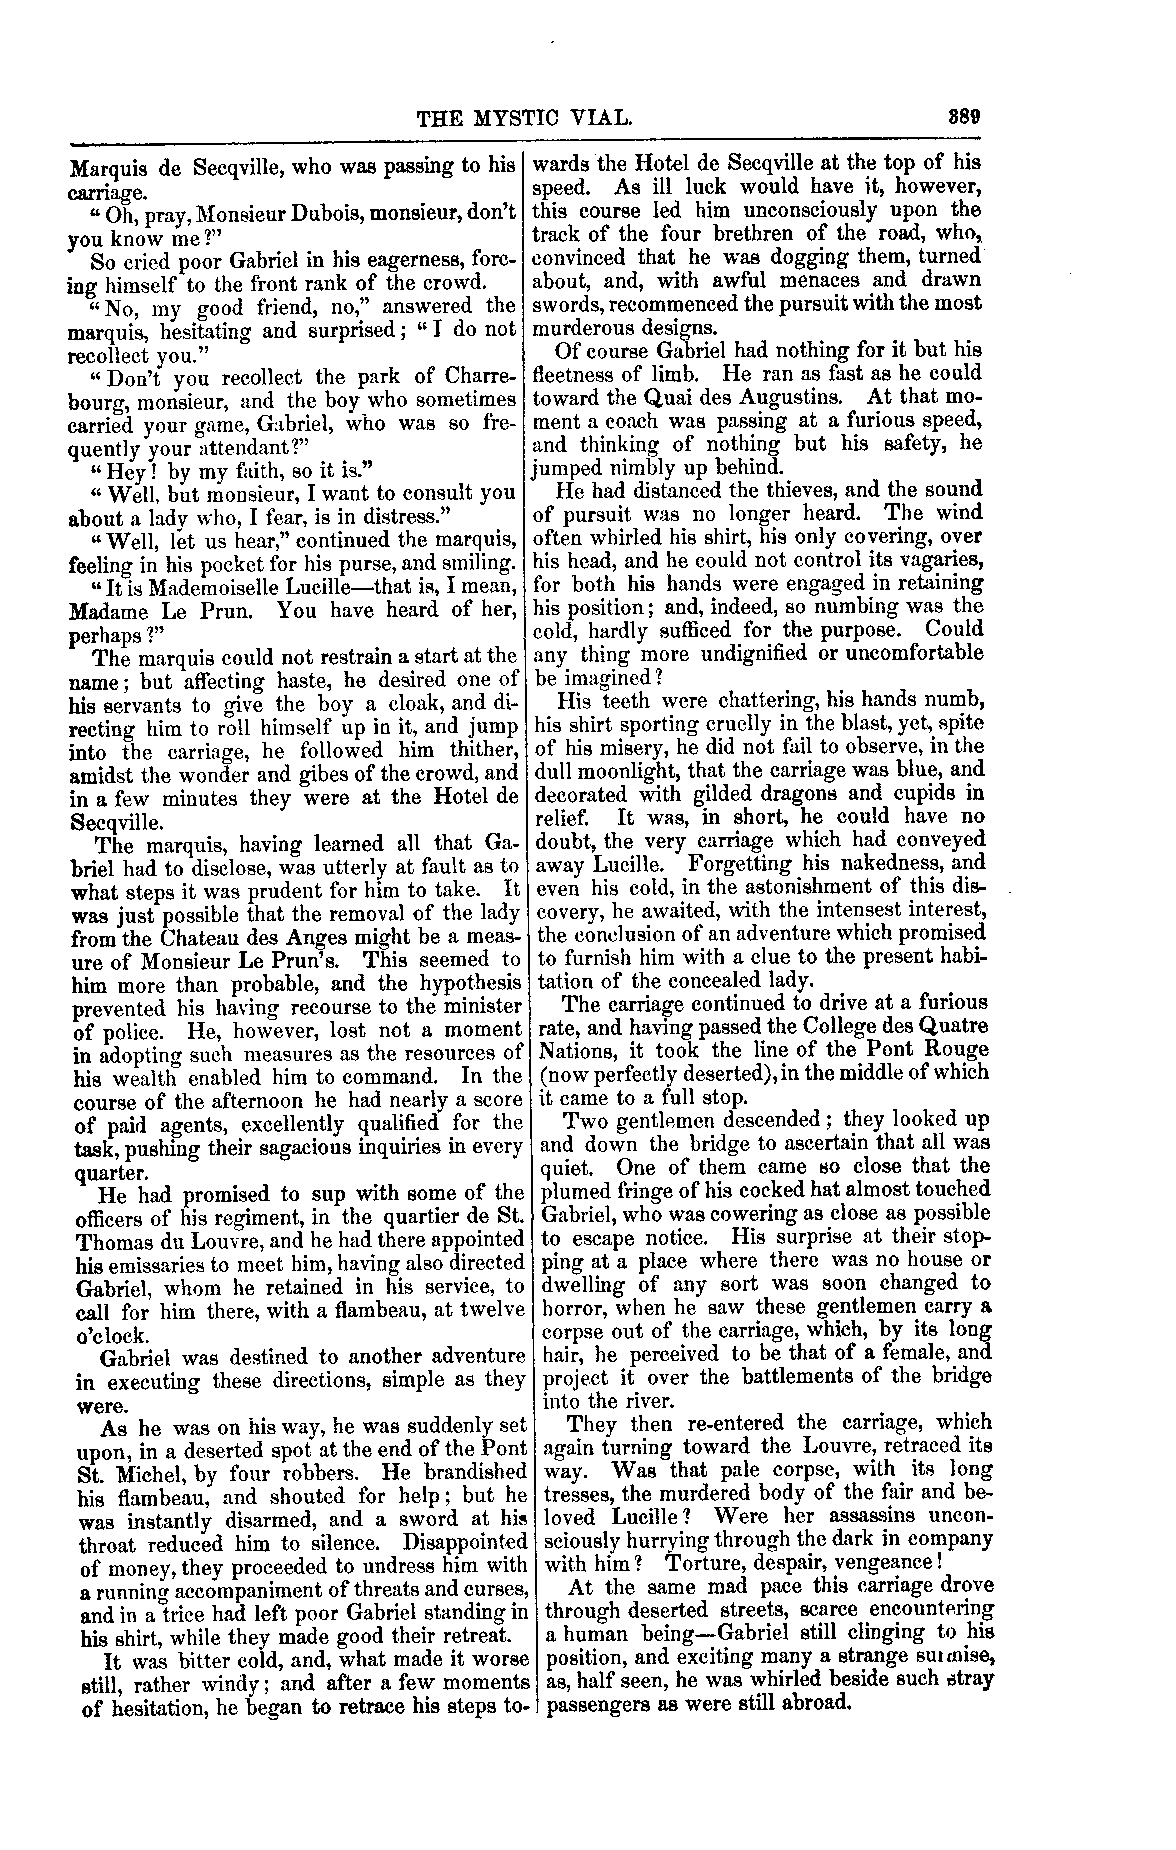 THE MYSTIC VIAL.
389
Marquis de Secqville, who was passing to his
carriage.
“Oh, pray, Monsieur Dubois, monsieur, don't
you know me?”
So cried poor Gabriel in his eagerness, forc-
ing himself to the front rank of the crowd.
“No, my good friend, no,” answered the
marquis, hesitating and surprised; “I do not
recollect you.”
“Don't you recollect the park of Charre-
bourg, monsieur, and the boy who sometimes
carried your game, Gabriel, who was so fre-
quently your attendant?”
“Hey! by my faith, so it is.”
“Well, but monsieur, I want to consult you
about a lady who, I fear, is in distress.”
“Well, let us hear,” continued the marquis,
feeling in his pocket for his purse, and smiling.
“It is Mademoiselle Lucille—that is, I mean,
Madame Le Prun. You have heard of her,
perhaps?”
The marquis could not restrain a start at the
name; but affecting haste, he desired one of
his servants to give the boy a cloak, and di-
recting him to roll himself up in it, and jump
into the carriage, he followed him thither,
amidst the wonder and gibes of the crowd, and
in a few minutes they were at the Hotel de
Secqville.
The marquis, having learned all that Ga-
briel had to disclose, was utterly at fault as to
what steps it was prudent for him to take. It
was just possible that the removal of the lady
from the Chateau des Anges might be a meas-
ure of Monsieur Le Prun's. This seemed to
him more than probable, and the hypothesis
prevented his having recourse to the minister
of police. He, however, lost not a moment
in adopting such measures as the resources of
his wealth enabled him to command. In the
course of the afternoon he had nearly a score
of paid agents, excellently qualified for the
task, pushing their sagacious inquiries in every
quarter.
He had promised to sup with some of the
officers of his regiment, in the quartier de St.
Thomas du Louvre, and he had there appointed
his emissaries to meet him, having also directed
Gabriel, whom he retained in his service, to
call for him there, with a flambeau, at twelve
o'clock.
Gabriel was destined to another adventure
in executing these directions, simple as they
were.
As he was on his way, he was suddenly set
upon, in a deserted spot at the end of the Pont
St. Michel, by four robbers. He brandished
his flambeau, and shouted for help; but he
was instantly disarmed, and a sword at his
throat reduced him to silence. Disappointed
of money, they proceeded to undress him with
a running accompaniment of threats and curses,
and in a trice had left poor Gabriel standing in
his shirt, while they made good their retreat.
It was bitter cold, and, what made it worse
still, rather windy; and after a few moments
of hesitation, he began to retrace his steps to-
wards the Hotel de Secqville at the top of his
speed. As ill luck would have it, however,
this course led him unconsciously upon the
track of the four brethren of the road, who,
convinced that he was dogging them, turned
about, and, with awful menaces and drawn
swords, recommenced the pursuit with the most
murderous designs.
Of course Gabriel had nothing for it but his
fleetness of limb. He ran as fast as he could
toward the Quai des Augustins. At that mo-
ment a coach was passing at a furious speed,
and thinking of nothing but his safety, he
jumped nimbly up behind.
He had distanced the thieves, and the sound
of pursuit was no longer heard. The wind
often whirled his shirt, his only covering, over
his head, and he could not control its vagaries,
for both his hands were engaged in retaining
his position; and, indeed, so numbing was the
cold, hardly sufficed for the purpose. Could
any thing more undignified or uncomfortable
be imagined?
His teeth were chattering, his hands numb,
his shirt sporting cruelly in the blast, yet, spite
of his misery, he did not fail to observe, in the
dull moonlight, that the carriage was blue, and
decorated with gilded dragons and cupids in
relief. It was, in short, he could have no
doubt, the very carriage which had conveyed
away Lucille. Forgetting his nakedness, and
even his cold, in the astonishment of this dis-
covery, he awaited, with the intensest interest,
the conclusion of an adventure which promised
to furnish him with a clue to the present habi-
tation of the concealed lady.
The carriage continued to drive at a furious
rate, and having passed the College des Quatre
Nations, it took the line of the Pont Rouge
(now perfectly deserted), in the middle of which
it came to a full stop.
Two gentlemen descended; they looked up
and down the bridge to ascertain that all was
quiet. One of them came so close that the
plumed fringe of his cocked hat almost touched
Gabriel, who was cowering as close as possible
to escape notice. His surprise at their stop-
ping at a place where there was no house or
dwelling of any sort was soon changed to
horror, when he saw these gentlemen carry a
corpse out of the carriage, which, by its long
hair, he perceived to be that of a female, and
project it over the battlements of the bridge
into the river.
They then re-entered the carriage, which
again turning toward the Louvre, retraced its
way. Was that pale corpse, with its long
tresses, the murdered body of the fair and be-
loved Lucille? Were her assassins uncon-
sciously hurrying through the dark in company
with him? Torture, despair, vengeance!
At the same mad pace this carriage drove
through deserted streets, scarce encountering
a human being—Gabriel still clinging to his
position, and exciting many a strange surmise,
as, half seen, he was whirled beside such stray
passengers as were still abroad.